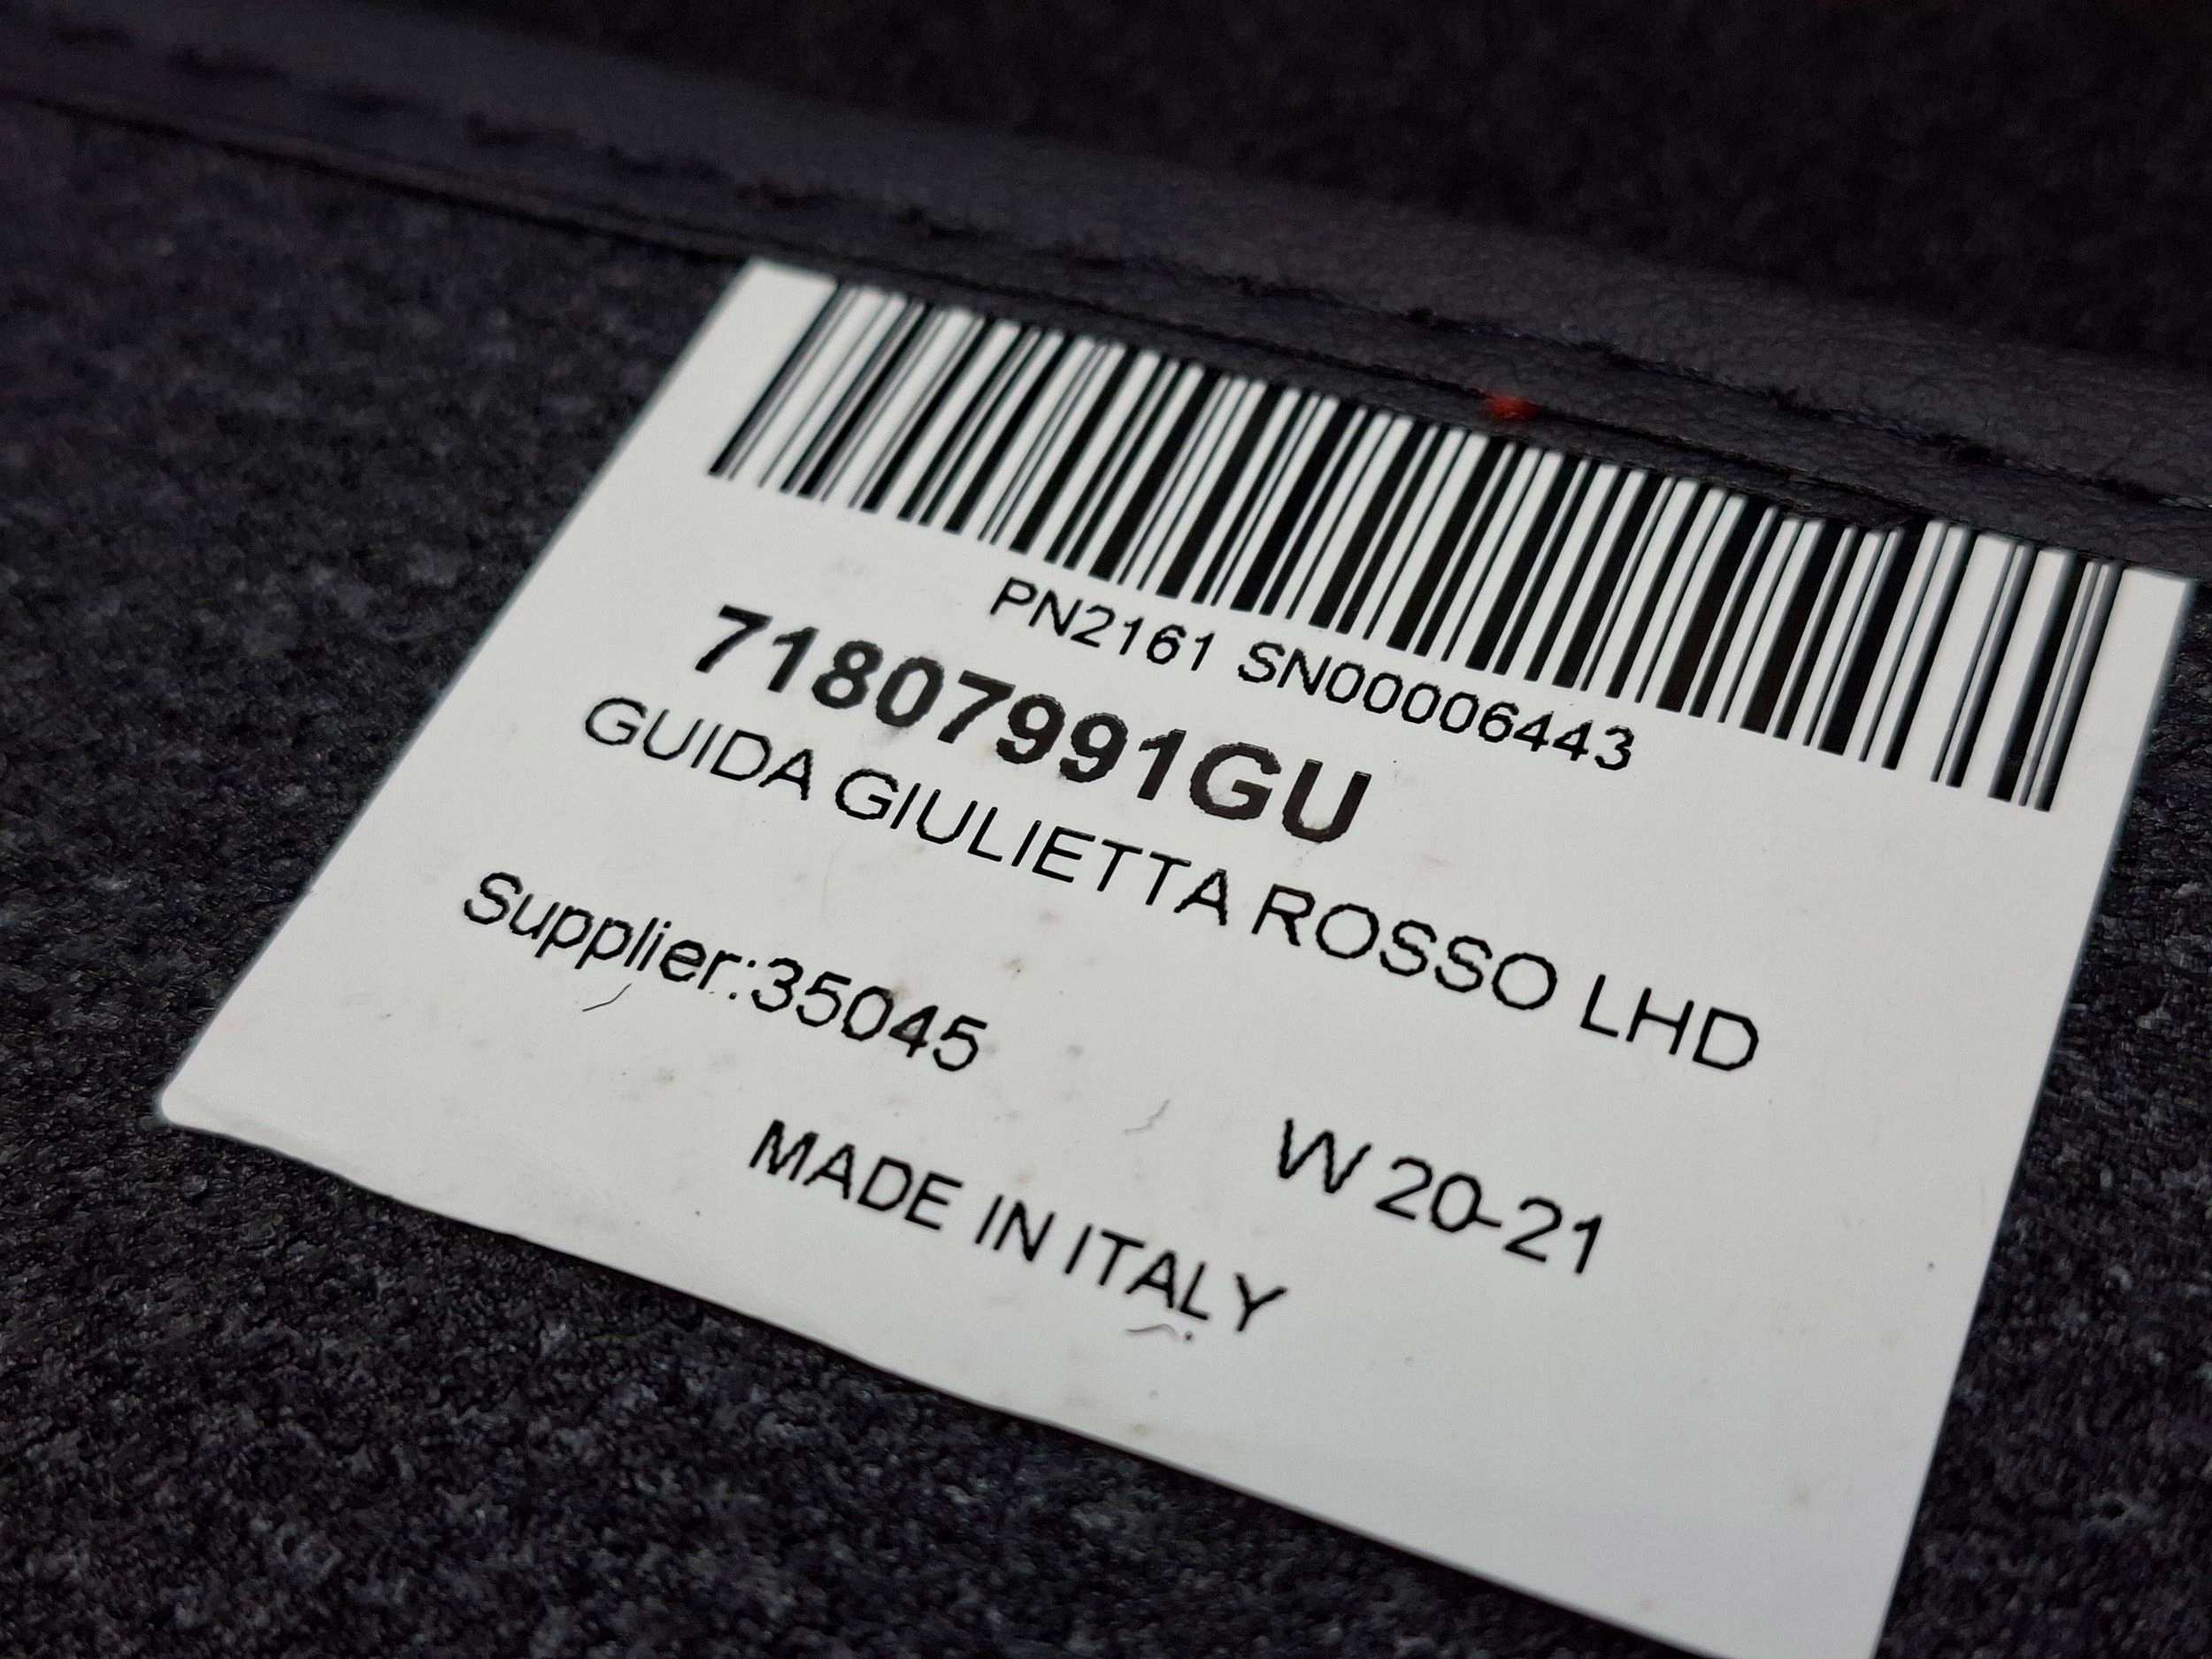 PN2161 SN00006443
71807991GU
GUIDA GIULIETTA ROSSO LHD
Supplier:35045
W 20-21
MADE IN ITALY